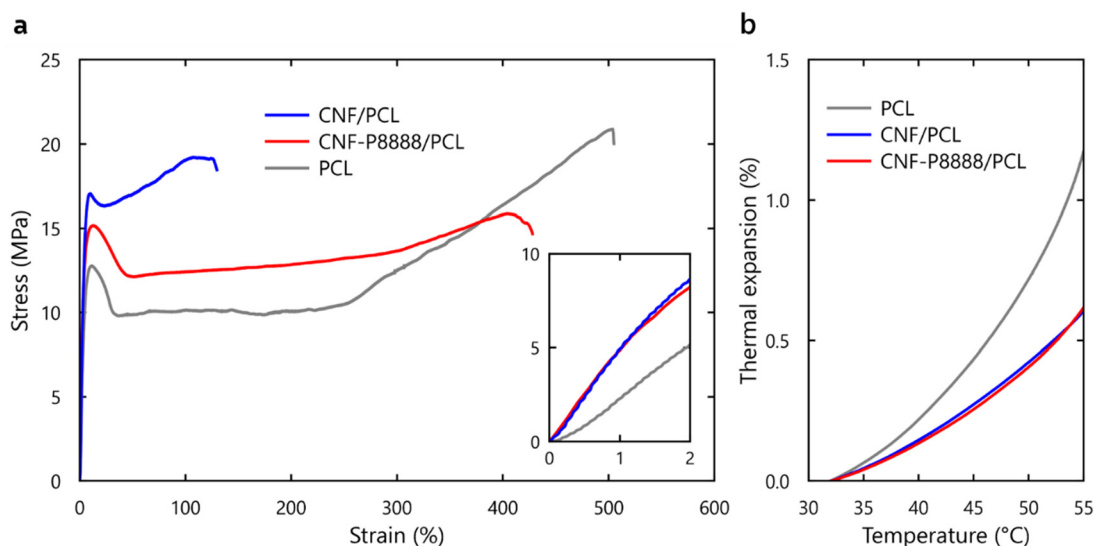 a
25
20
15
10
5
0
Stress (MPa)
CNF/PCL
CNF-P8888/PCL
PCL
10
5
0
0 1 2
0 100 200 300 400 500 600
Strain (%)
b
1.5
1.0
0.5
0.0
Thermal expansion (%)
PCL
CNF/PCL
CNF-P8888/PCL
30 35 40 45 50 55
Temperature (°C)